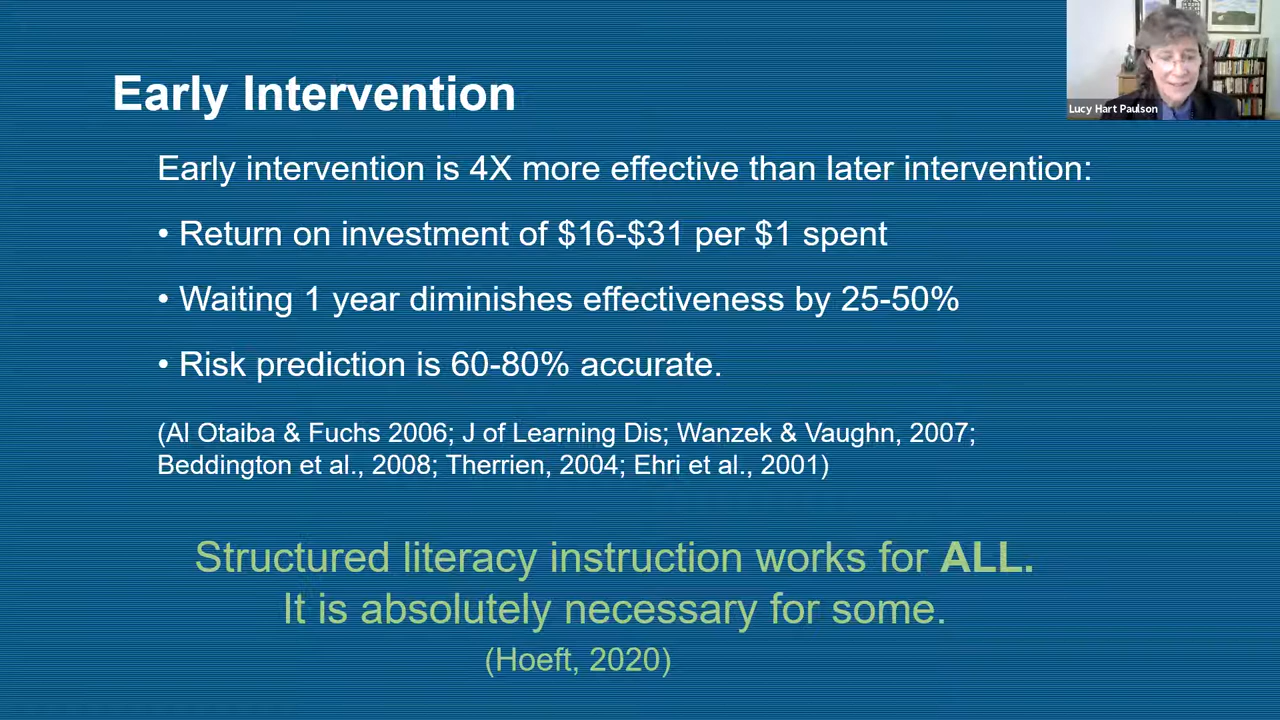 Lucy Hart Paulson
Early Intervention
Early intervention is 4X more effective than later intervention:
• Return on investment of $16-$31 per $1 spent
• Waiting 1 year diminishes effectiveness by 25-50%
• Risk prediction is 60-80% accurate.
(Al Otaiba & Fuchs 2006; J of Learning Dis; Wanzek & Vaughn, 2007;
Beddington et al., 2008; Therrien, 2004; Ehri et al., 2001)
Structured literacy instruction works for ALL.
It is absolutely necessary for some.
(Hoeft, 2020)